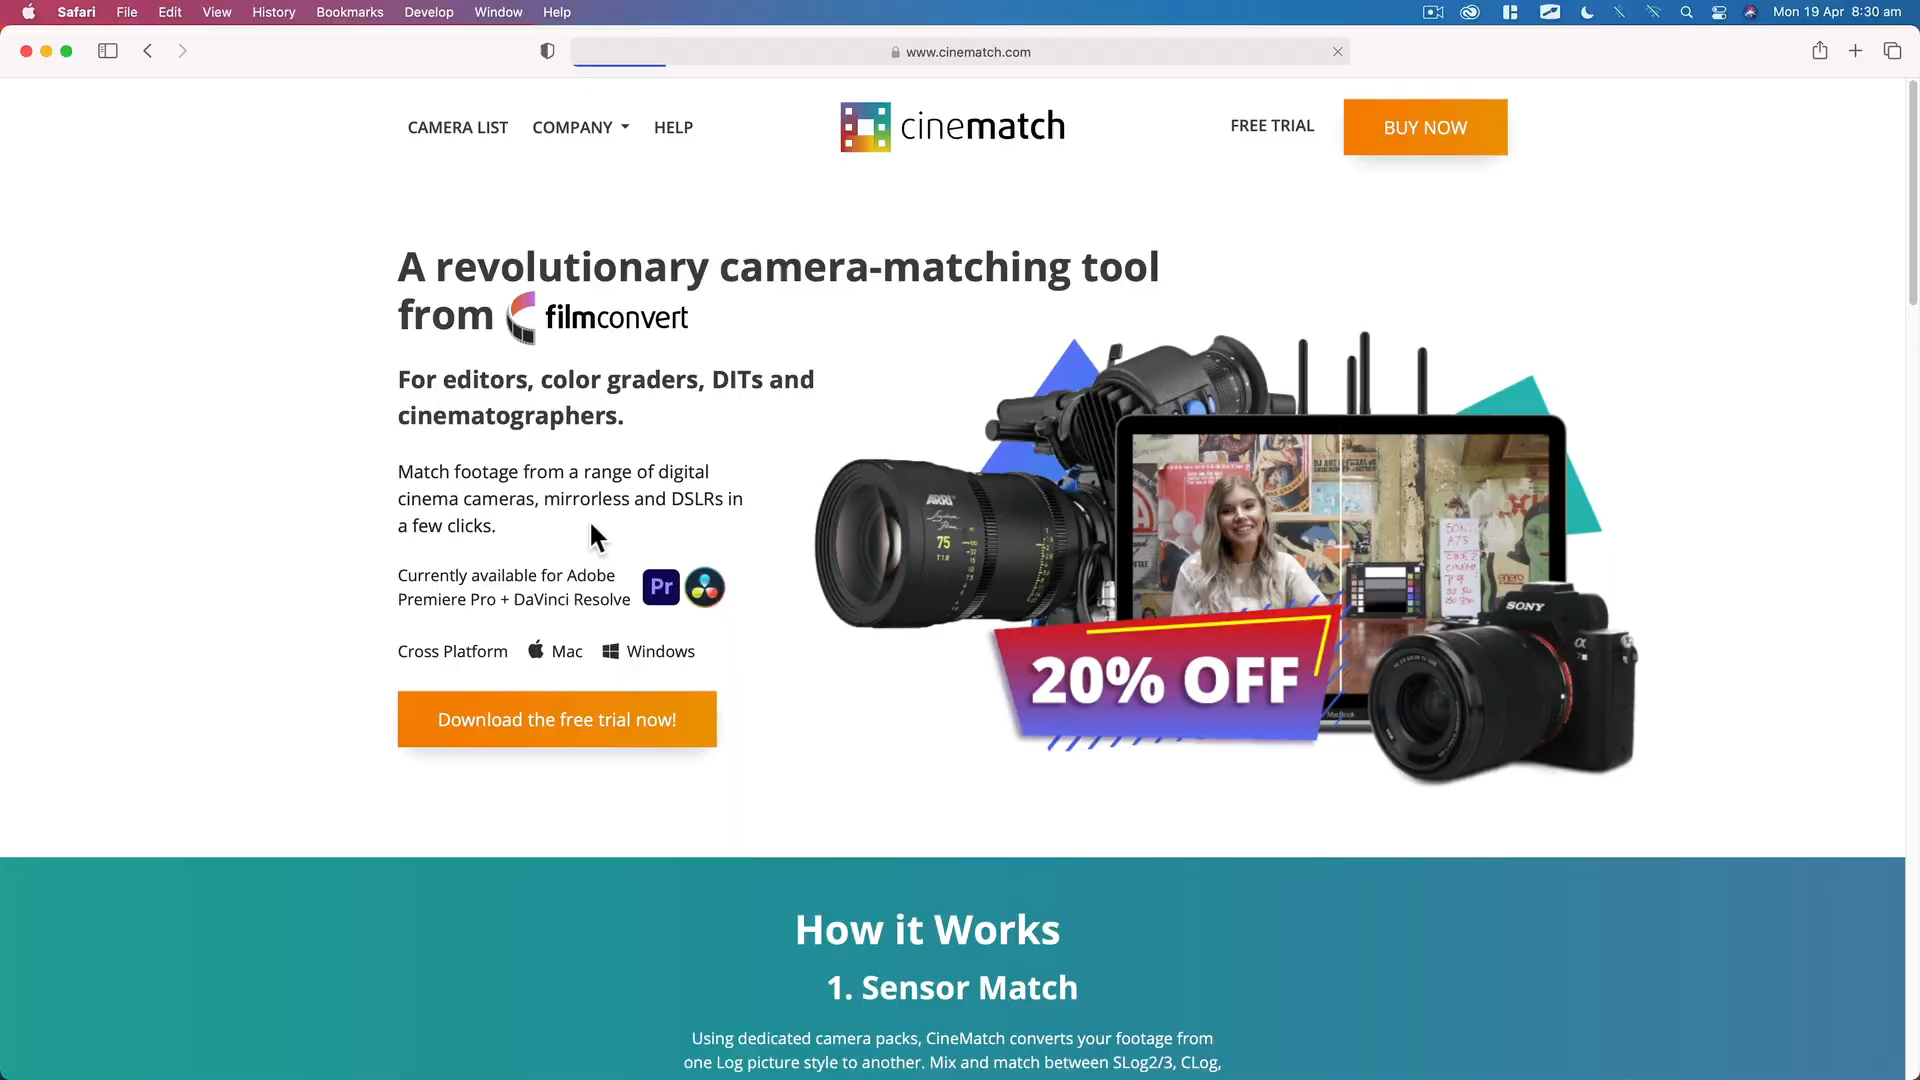 Safari File Edit View History Bookmarks Develop Window Help Mon 19 Apr 8:30 am
www.cinematch.com
CAMERA LIST COMPANY HELP cinematch FREE TRIAL BUY NOW
A revolutionary camera-matching tool
from filmconvert
For editors, color graders, DITs and
cinematographers.
Match footage from a range of digital
cinema cameras, mirrorless and DSLRs in
a few clicks.
Currently available for Adobe
Premiere Pro + DaVinci Resolve Pr
Cross Platform Mac Windows
Download the free trial now!
ARRI
75
SONY
20% OFF
MacBook
How it Works
1. Sensor Match
Using dedicated camera packs, CineMatch converts your footage from
one Log picture style to another. Mix and match between SLog2/3, CLog,